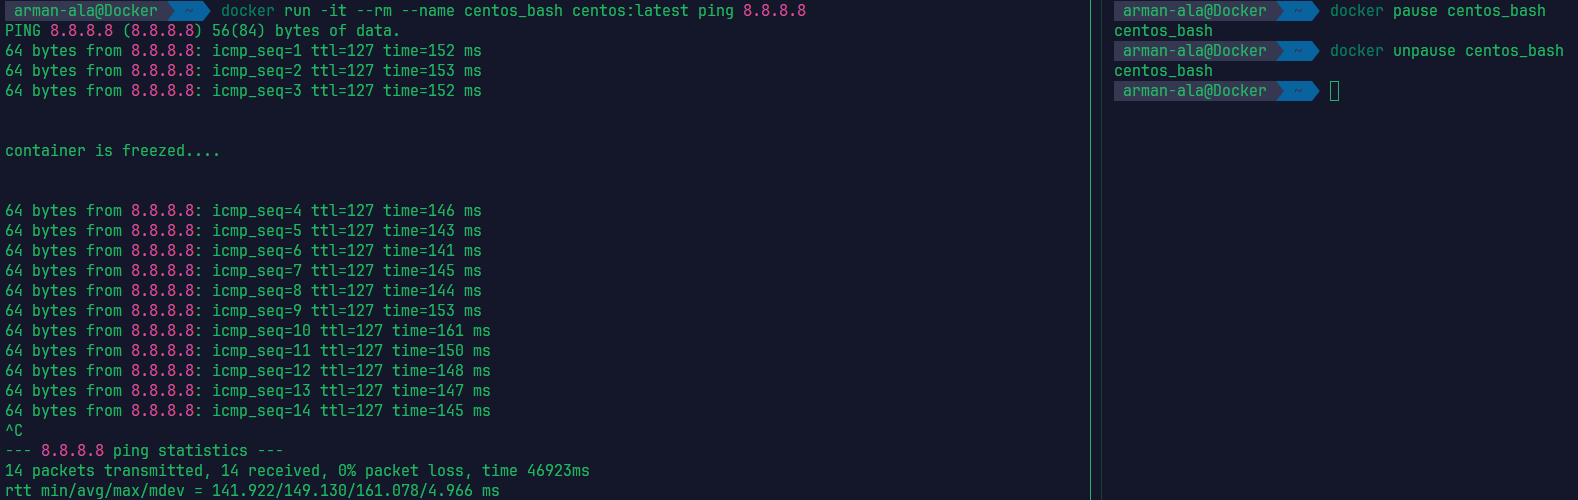 arman-ala@Docker ~ docker run -it --rm --name centos_bash centos:latest ping 8.8.8.8
PING 8.8.8.8 (8.8.8.8) 56(84) bytes of data.
64 bytes from 8.8.8.8: icmp_seq=1 ttl=127 time=152 ms
64 bytes from 8.8.8.8: icmp_seq=2 ttl=127 time=153 ms
64 bytes from 8.8.8.8: icmp_seq=3 ttl=127 time=152 ms
container is freezed....
64 bytes from 8.8.8.8: icmp_seq=4 ttl=127 time=146 ms
64 bytes from 8.8.8.8: icmp_seq=5 ttl=127 time=143 ms
64 bytes from 8.8.8.8: icmp_seq=6 ttl=127 time=141 ms
64 bytes from 8.8.8.8: icmp_seq=7 ttl=127 time=145 ms
64 bytes from 8.8.8.8: icmp_seq=8 ttl=127 time=144 ms
64 bytes from 8.8.8.8: icmp_seq=9 ttl=127 time=153 ms
64 bytes from 8.8.8.8: icmp_seq=10 ttl=127 time=161 ms
64 bytes from 8.8.8.8: icmp_seq=11 ttl=127 time=150 ms
64 bytes from 8.8.8.8: icmp_seq=12 ttl=127 time=148 ms
64 bytes from 8.8.8.8: icmp_seq=13 ttl=127 time=147 ms
64 bytes from 8.8.8.8: icmp_seq=14 ttl=127 time=145 ms
^C
--- 8.8.8.8 ping statistics ---
14 packets transmitted, 14 received, 0% packet loss, time 46923ms
rtt min/avg/max/mdev = 141.922/149.130/161.078/4.966 ms
arman-ala@Docker ~ docker pause centos_bash
centos_bash
arman-ala@Docker ~ docker unpause centos_bash
centos_bash
arman-ala@Docker ~